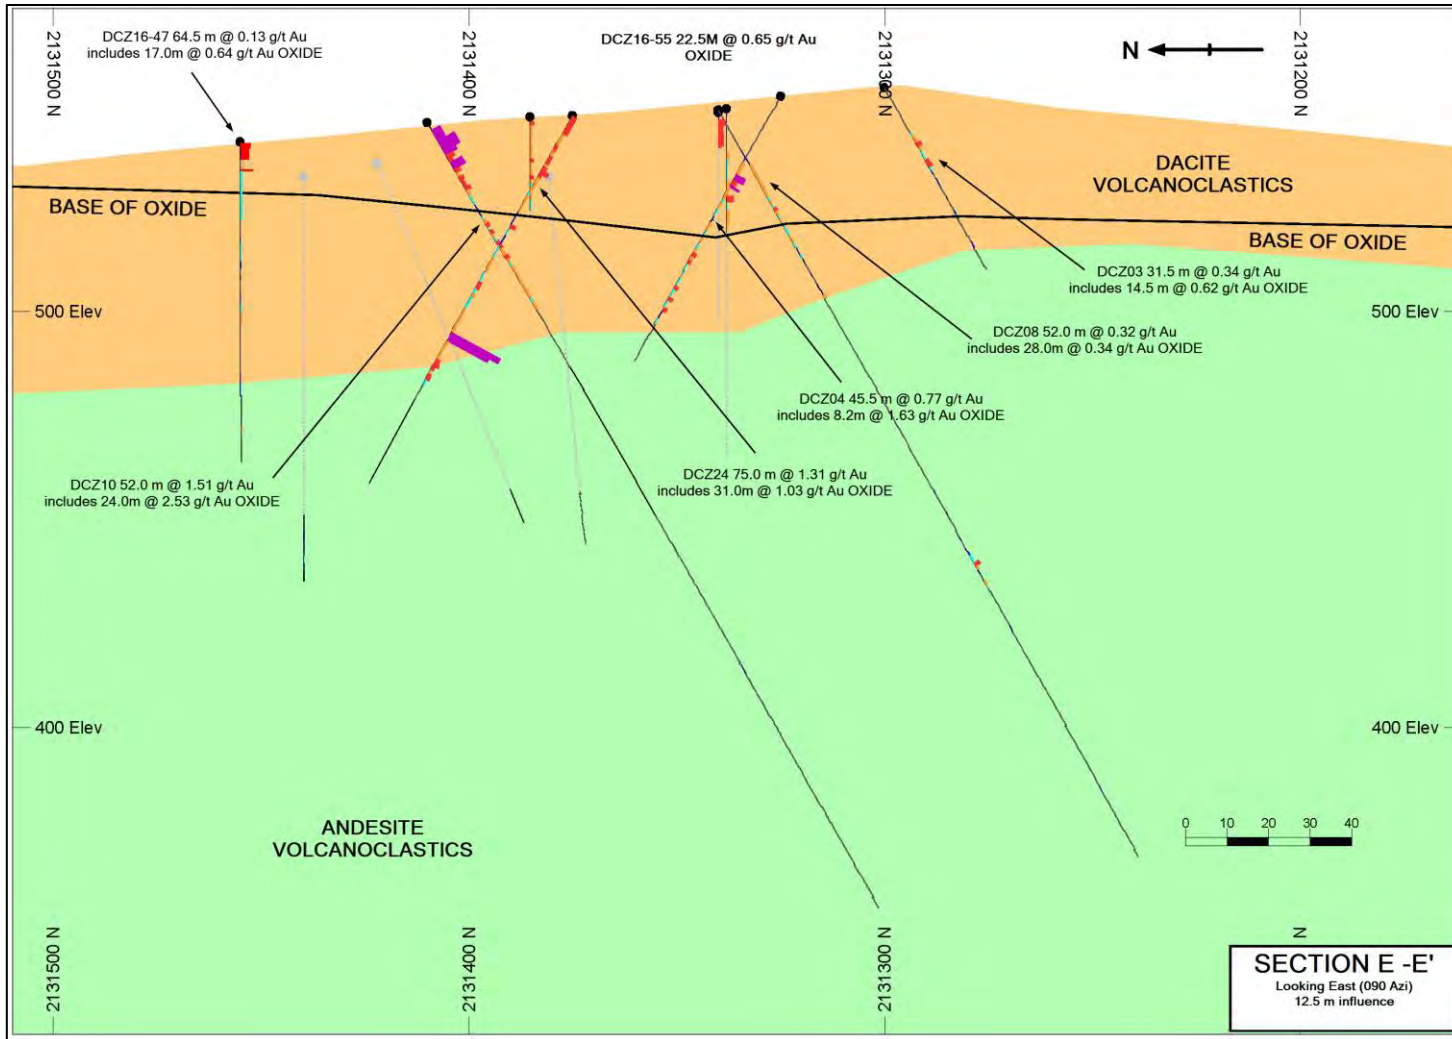 DCZ16-47 64.5 m @ 0.13 g/t Au
includes 17.0m @ 0.64 g/t Au OXIDE
DCZ16-55 22.5M @ 0.65 g/t Au
OXIDE
N
2131500 N
2131400 N
2131300 N
2131200 N
DACITE
VOLCANOCLASTICS
BASE OF OXIDE
BASE OF OXIDE
DCZ03 31.5 m @ 0.34 g/t Au
includes 14.5 m @ 0.62 g/t Au OXIDE
500 Elev
500 Elev
DCZ08 52.0 m @ 0.32 g/t Au
includes 28.0m @ 0.34 g/t Au OXIDE
DCZ04 45.5 m @ 0.77 g/t Au
includes 8.2m @ 1.63 g/t Au OXIDE
DCZ10 52.0 m @ 1.51 g/t Au
includes 24.0m @ 2.53 g/t Au OXIDE
DCZ24 75.0 m @ 1.31 g/t Au
includes 31.0m @ 1.03 g/t Au OXIDE
400 Elev
400 Elev
ANDESITE
VOLCANOCLASTICS
0 10 20 30 40
2131500 N
2131400 N
2131300 N
N
SECTION E -E'
Looking East (090 Azi)
12.5 m influence